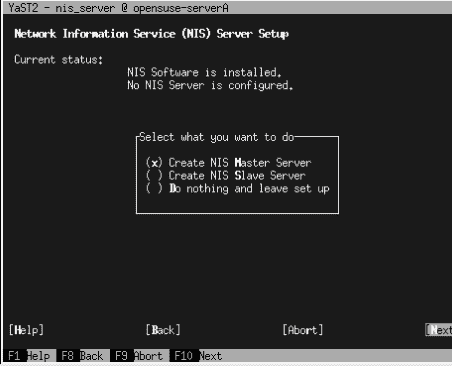 YaST2 - nis_server @ opensuse-serverA
Network Information Service (NIS) Server Setup
Current status:
NIS Software is installed.
No NIS Server is configured.
Select what you want to do
(x) Create NIS Master Server
( ) Create NIS Slave Server
( ) Do nothing and leave set up
[Help] [Back] [Abort] [Next
F1 Help F8 Back F9 Abort F10 Next